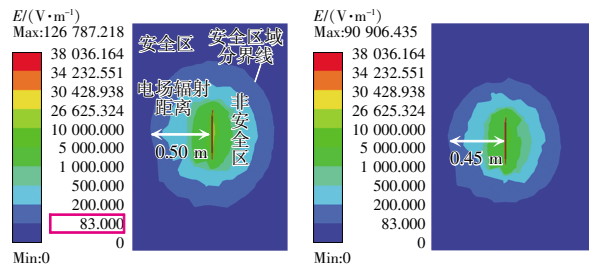 E/(V·m⁻¹)
Max:126 787.218
38 036.164
34 232.551
30 428.938
26 625.324
10 000.000
5 000.000
1 000.000
500.000
200.000
83.000
0
Min:0
安全区
安全区域
分界线
电场辐射
距离
非安全区
0.50 m
E/(V·m⁻¹)
Max:90 906.435
38 036.164
34 232.551
30 428.938
26 625.324
10 000.000
5 000.000
1 000.000
500.000
200.000
83.000
0
Min:0
0.45 m